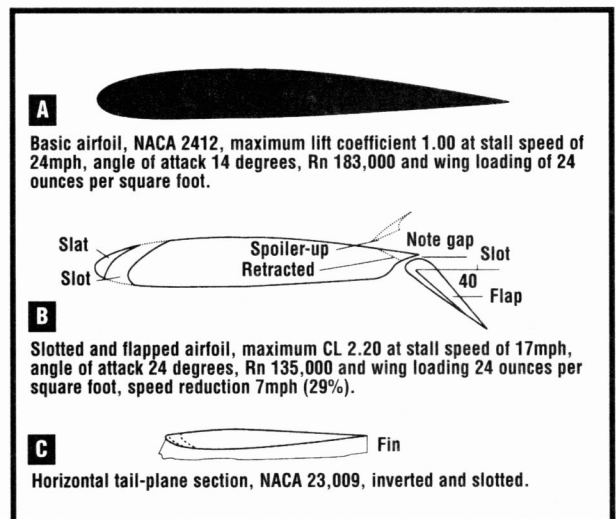 A
Basic airfoil, NACA 2412, maximum lift coefficient 1.00 at stall speed of
24mph, angle of attack 14 degrees, Rn 183,000 and wing loading of 24
ounces per square foot.
Slat
Slot
Spoiler-up
Retracted
Note gap
Slot
40
Flap
B
Slotted and flapped airfoil, maximum CL 2.20 at stall speed of 17mph,
angle of attack 24 degrees, Rn 135,000 and wing loading 24 ounces per
square foot, speed reduction 7mph (29%).
C
Fin
Horizontal tail-plane section, NACA 23,009, inverted and slotted.